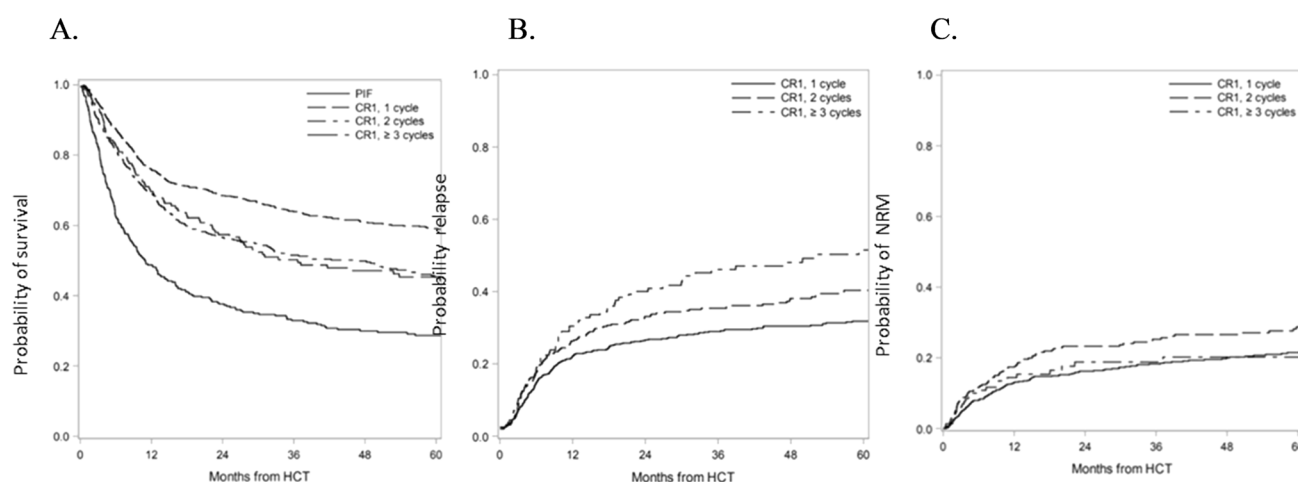 A.
Probability of survival
1.0
0.8
0.6
0.4
0.2
0.0
PIF
CR1, 1 cycle
CR1, 2 cycles
CR1, ≥ 3 cycles
0 12 24 36 48 60
Months from HCT
B.
Probability relapse
1.0
0.8
0.6
0.4
0.2
0.0
CR1, 1 cycle
CR1, 2 cycles
CR1, ≥ 3 cycles
0 12 24 36 48 60
Months from HCT
C.
Probability of NRM
1.0
0.8
0.6
0.4
0.2
0.0
CR1, 1 cycle
CR1, 2 cycles
CR1, ≥ 3 cycles
0 12 24 36 48 60
Months from HCT